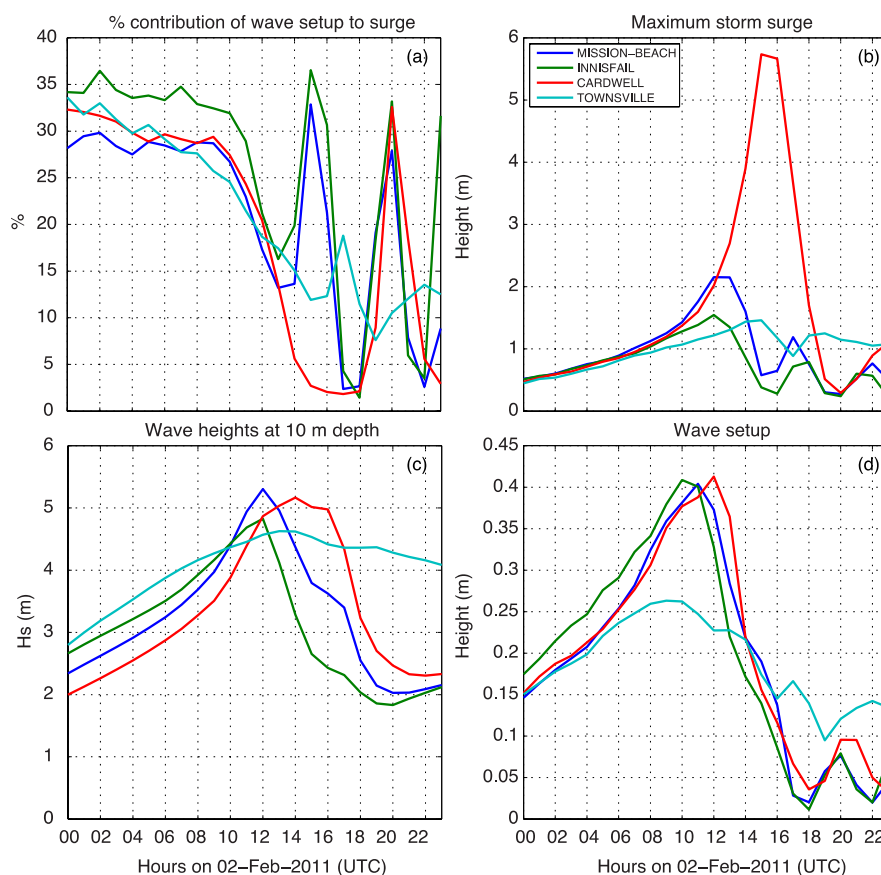 % contribution of wave setup to surge
(a)
%
40
35
30
25
20
15
10
5
0
Maximum storm surge
(b)
MISSION−BEACH
INNISFAIL
CARDWELL
TOWNSVILLE
Height (m)
6
5
4
3
2
1
0
Wave heights at 10 m depth
(c)
Hs (m)
6
5
4
3
2
1
0
00 02 04 06 08 10 12 14 16 18 20 22
Hours on 02−Feb−2011 (UTC)
Wave setup
(d)
Height (m)
0.45
0.4
0.35
0.3
0.25
0.2
0.15
0.1
0.05
0
00 02 04 06 08 10 12 14 16 18 20 22
Hours on 02−Feb−2011 (UTC)